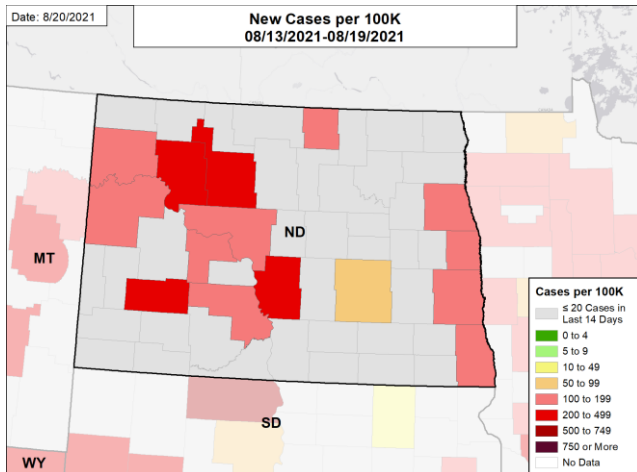 Date: 8/20/2021
New Cases per 100K
08/13/2021-08/19/2021
ND
MT
SD
WY
Cases per 100K
≤ 20 Cases in
Last 14 Days
0 to 4
5 to 9
10 to 49
50 to 99
100 to 199
200 to 499
500 to 749
750 or More
No Data